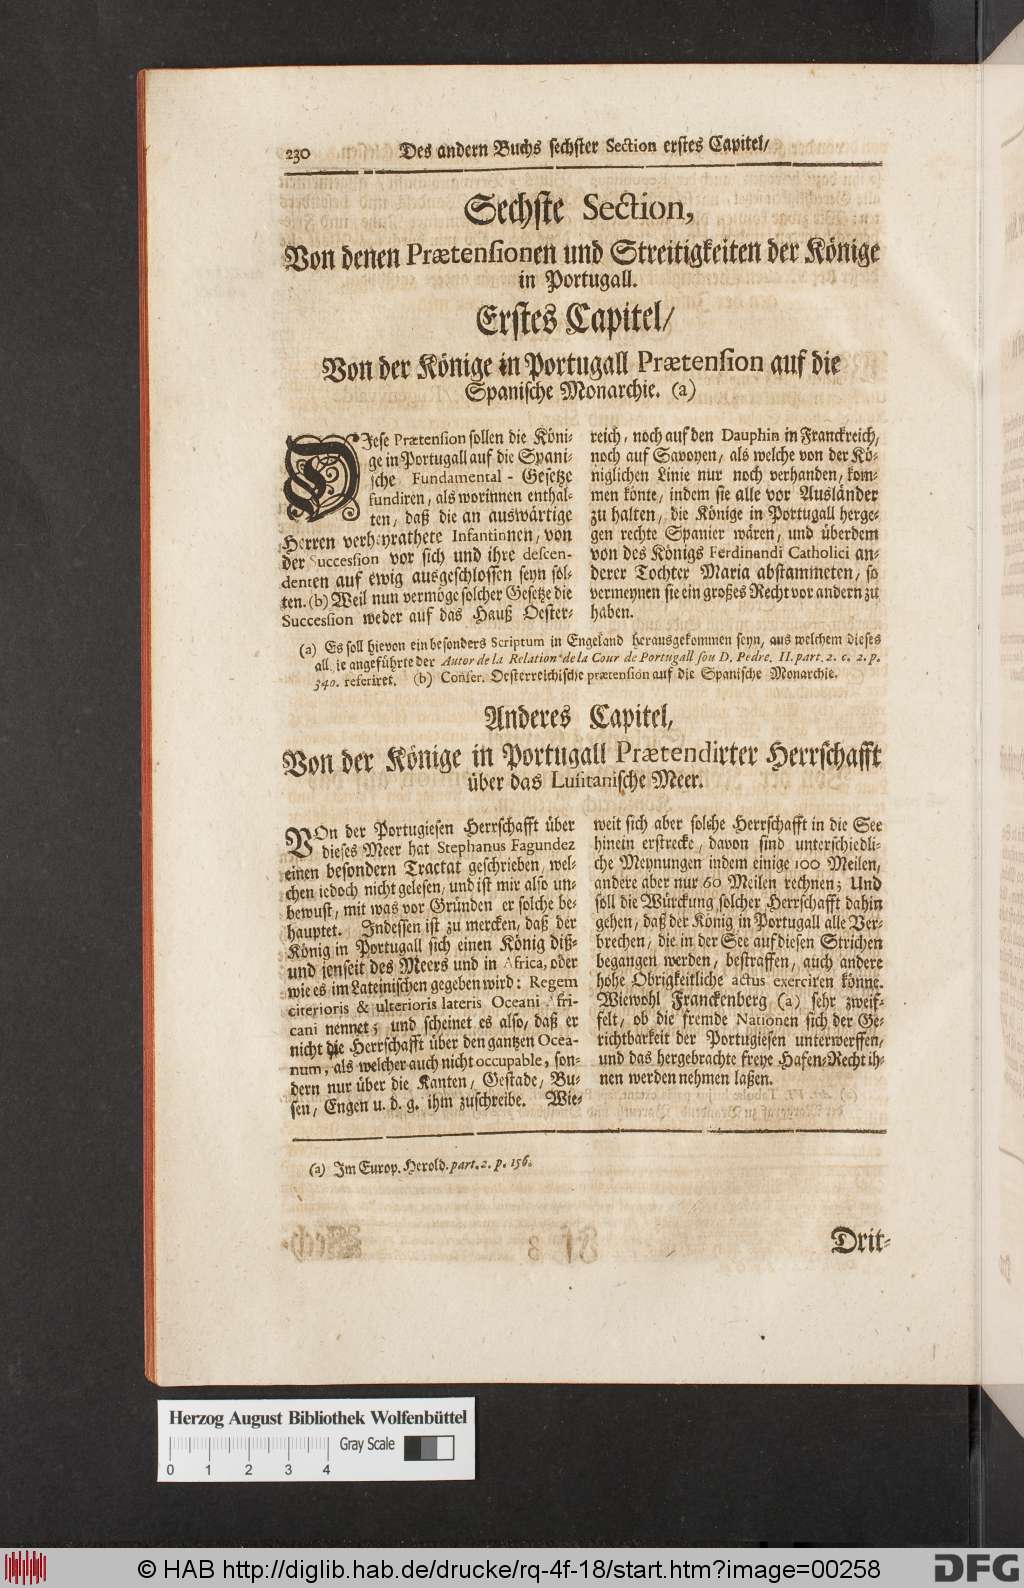 230 Des andern Buchs sechster Section erstes Capitel/
Sechste Section,
Von denen Prætensionen und Streitigkeiten der Könige
in Portugall.
Erstes Capitel/
Von der Könige in Portugall Prætension auf die
Spanische Monarchie. (a)
DIese Prætension sollen die Köni-
ge in Portugall auf die Spani-
sche Fundamental-Gesetze
fundiren, als worinnen enthal-
ten, daß die an auswärtige
Herren verheyrathete Infantinnen, von
der Succession vor sich und ihre descen-
denten auf ewig ausgeschlossen seyn sol-
ten. (b) Weil nun vermöge solcher Gesetze die
Succession weder auf das Hauß Oester-
reich, noch auf den Dauphin in Franckreich,
noch auf Savoyen, als welche von der Kö-
niglichen Linie nur noch verhanden, kom-
men könte, indem sie alle vor Ausländer
zu halten, die Könige in Portugall herge-
gen rechte Spanier wären, und überdem
von des Königs Ferdinandi Catholici an-
derer Tochter Maria abstammeten, so
vermeynen sie ein großes Recht vor andern zu
haben.
(a) Es soll hievon ein besonders Scriptum in Engeland herausgekommen seyn, aus welchem dieses
all. ie angeführte der Autor de la Relation de la Cour de Portugall sou D. Pedre. II. part. 2. c. 2. p.
340. referiret. (b) Conser. Oesterreichische prætension auf die Spanische Monarchie.
Anderes Capitel,
Von der Könige in Portugall Prætendirter Herrschafft
über das Lusitanische Meer.
VOn der Portugiesen Herrschafft über
dieses Meer hat Stephanus Fagundez
einen besondern Tractat geschrieben, wel-
chen iedoch nicht gelesen, und ist mir also un-
bewust, mit was vor Gründen er solche be-
hauptet. Indessen ist zu mercken, daß der
König in Portugall sich einen König diß-
und jenseit des Meers und in Africa, oder
wie es im Lateinischen gegeben wird: Regem
citerioris & ulterioris lateris Oceani Afri-
cani nennet; und scheinet es also, daß er
nicht die Herrschafft über den gantzen Ocea-
num, als welcher auch nicht occupable, son-
dern nur über die Kanten, Gestade, Bu-
sen, Engen u. d. g. ihm zuschreibe. Wie-
weit sich aber solche Herrschafft in die See
hinein erstrecke, davon sind unterschiedli-
che Meynungen indem einige 100 Meilen,
andere aber nur 60 Meilen rechnen; Und
soll die Würckung solcher Herrschafft dahin
gehen, daß der König in Portugall alle Ver-
brechen, die in der See auf diesen Strichen
begangen werden, bestraffen, auch andere
hohe Obrigkeitliche actus exerciren könne.
Wiewohl Franckenberg (a) sehr zweif-
felt, ob die fremde Nationen sich der Ge-
richtbarkeit der Portugiesen unterwerffen,
und das hergebrachte freye Hafen-Recht ih-
nen werden nehmen laßen.
(a) Im Europ. Herold. part. 2. p. 156.
Drit-
Herzog August Bibliothek Wolfenbüttel
Gray Scale
0 1 2 3 4
© HAB http://diglib.hab.de/drucke/rq-4f-18/start.htm?image=00258
DFG